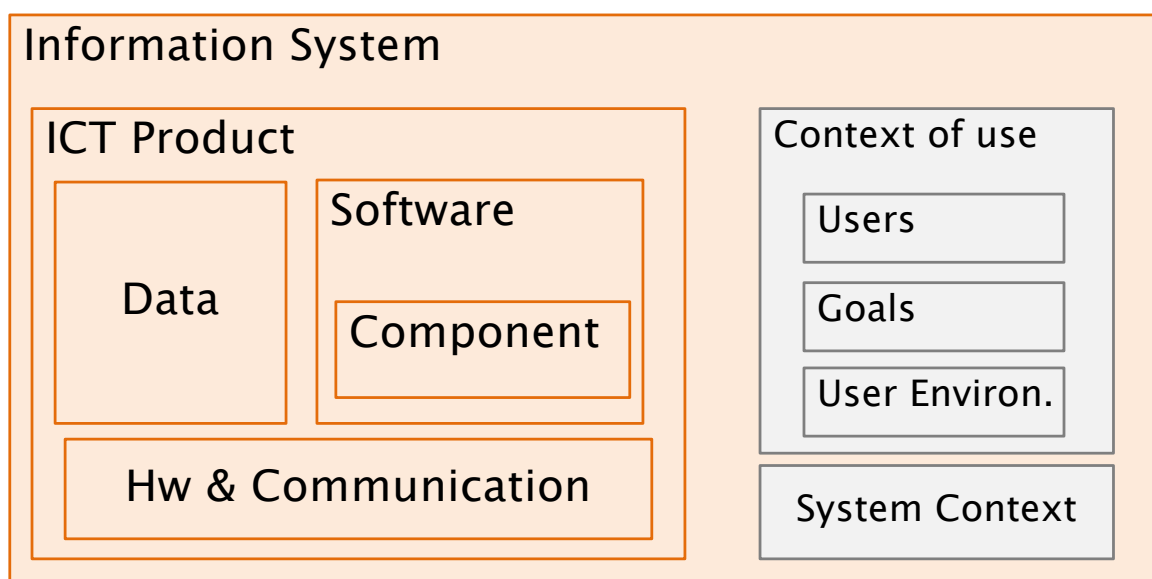 Information System
ICT Product
Data
Software
Component
Hw & Communication
Context of use
Users
Goals
User Environ.
System Context